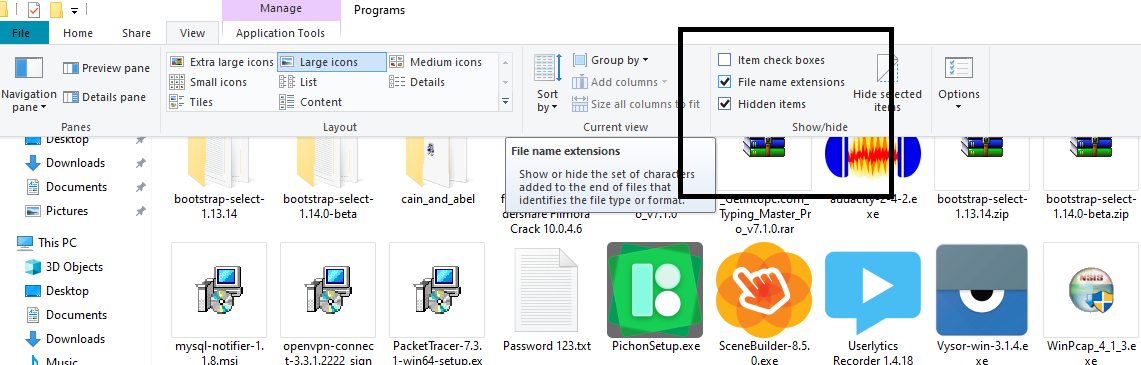 Manage
Programs
File
Home
Share
View
Application Tools
Navigation
pane
Preview pane
Details pane
Panes
Extra large icons
Large icons
Medium icons
Small icons
List
Details
Tiles
Content
Layout
Sort
by
Group by
Add columns
Size all columns to fit
Current view
Item check boxes
File name extensions
Hidden items
Hide selected
items
Show/hide
Options
Desktop
Downloads
Documents
Pictures
This PC
3D Objects
Desktop
Documents
Downloads
Music
File name extensions
Show or hide the set of characters
added to the end of files that
identifies the file type or format.
bootstrap-select-
1.13.14
bootstrap-select-
1.14.0-beta
cain_and_abel
dershare Filmora
Crack 10.0.4.6
o_v7.1.0
_Getintopc.com_
Typing_Master_Pr
o_v7.1.0.rar
audacity-2-4-2.e
xe
bootstrap-select-
1.13.14.zip
bootstrap-select-
1.14.0-beta.zip
mysql-notifier-1.
1.8.msi
openvpn-connec
t-3.3.1.2222_sign
PacketTracer-7.3.
1-win64-setup.ex
Password 123.txt
PichonSetup.exe
SceneBuilder-8.5.
0.exe
Userlytics
Recorder 1.4.18
Vysor-win-3.1.4.e
xe
NSIS
WinPcap_4_1_3.e
xe